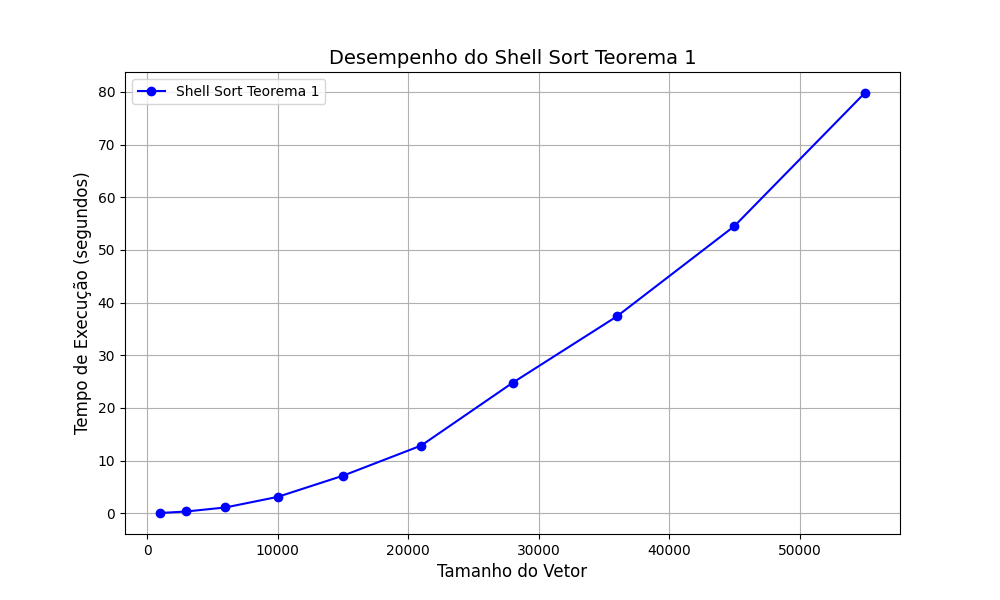 Desempenho do Shell Sort Teorema 1
Shell Sort Teorema 1
80
70
60
50
40
30
20
10
0
Tempo de Execução (segundos)
0 10000 20000 30000 40000 50000
Tamanho do Vetor